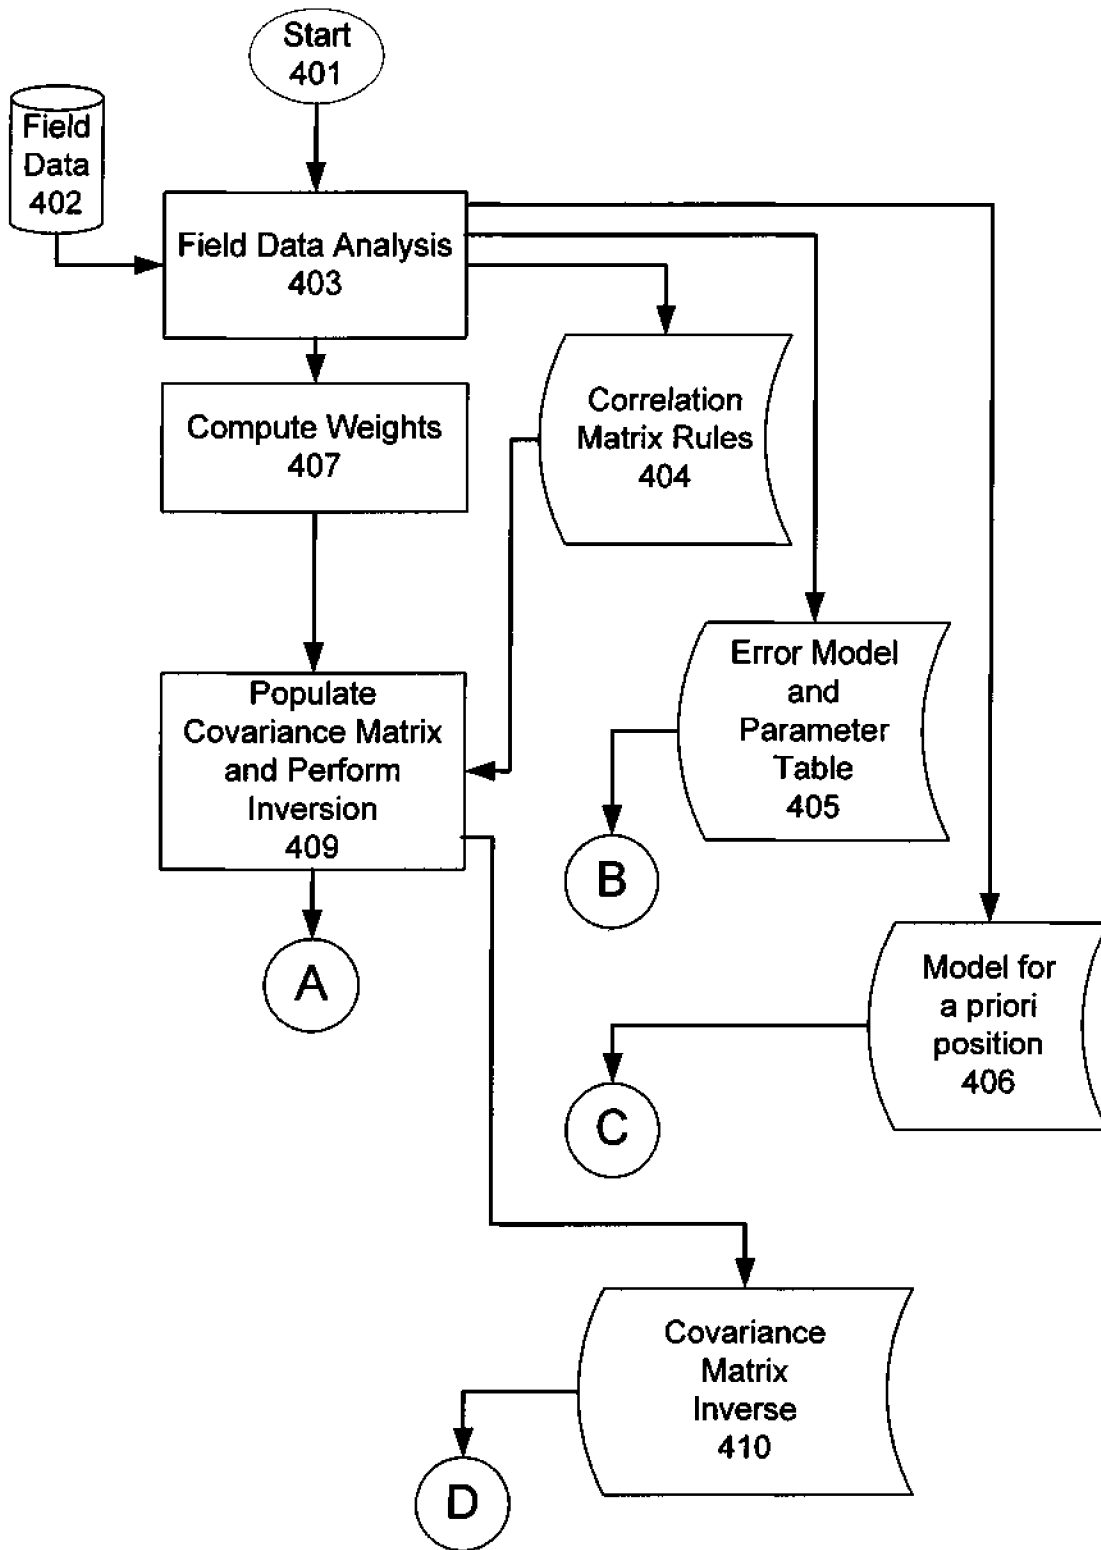 Start
401
Field
Data
402
Field Data Analysis
403
Compute Weights
407
Correlation
Matrix Rules
404
Error Model
and
Parameter
Table
405
Populate
Covariance Matrix
and Perform
Inversion
409
B
A
Model for
a priori
position
406
C
Covariance
Matrix
Inverse
410
D